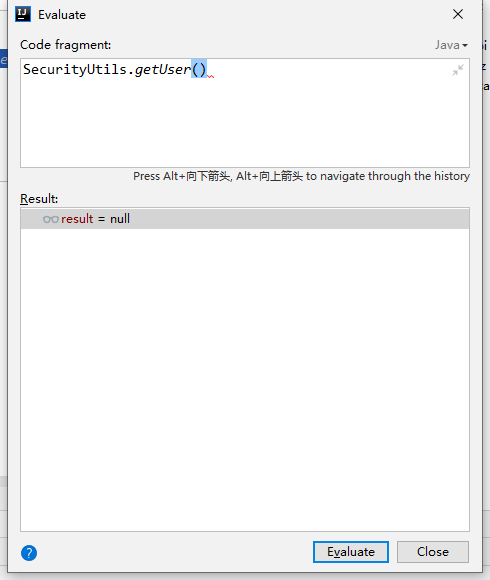 Evaluate
Code fragment:
Java
SecurityUtils.getUser()
Press Alt+向下箭头, Alt+向上箭头 to navigate through the history
Result:
result = null
?
Evaluate
Close